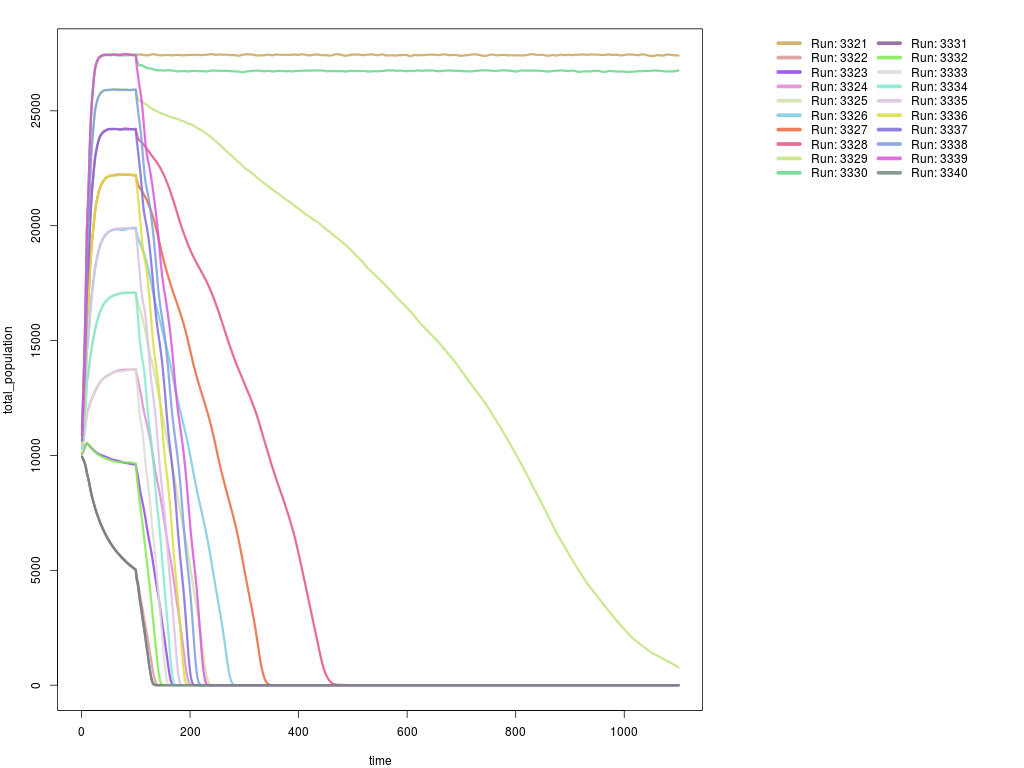 total_population
25000
20000
15000
10000
5000
0
0 200 400 600 800 1000
time
Run: 3321 Run: 3331
Run: 3322 Run: 3332
Run: 3323 Run: 3333
Run: 3324 Run: 3334
Run: 3325 Run: 3335
Run: 3326 Run: 3336
Run: 3327 Run: 3337
Run: 3328 Run: 3338
Run: 3329 Run: 3339
Run: 3330 Run: 3340